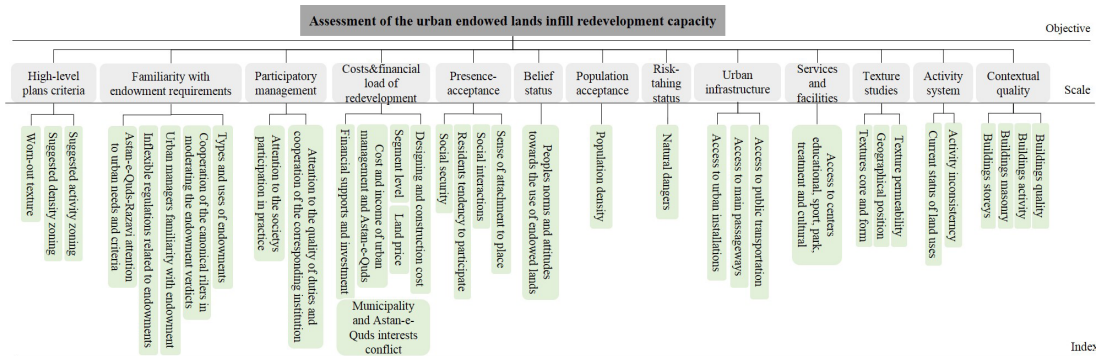 Assessment of the urban endowed lands infill redevelopment capacity
Objective
High-level
plans criteria
Familiarity with
endowment requirements
Participatory
management
Costs&financial
load of
redevelopment
Presence-
acceptance
Belief
status
Population
acceptance
Risk-
thaking
status
Urban
infrastructure
Services
and
facilities
Texture
studies
Activity
system
Contextual
quality
Scale
Worn-out texture
Suggested density zoning
Suggested activity zoning
Astan-e-Quds-Razavi attention
to urban needs and criteria
Inflexible regulations related to endowments
Urban managers familiarity with endowment
Cooperation of the canonical rilers in
moderating the endowment verdicts
Types and uses of endowments
Attention to the societys
participation in practice
Attention to the quality of duties and
cooperation of the corresponding institution
Financial supports and investment
Cost and income of urban
management and Astan-e-Quds
Segment level
Land price
Designing and construction cost
Municipality
and Astan-e-
Quds interests
conflict
Social security
Residents tendency to participate
Social interactions
Sense of attachment to place
Peoples norms and attitudes
towards the use of endowed lands
Population density
Natural dangers
Access to urban installations
Access to main passageways
Access to public transportation
Access to centers
educational, sport, park,
treatment and cultural
Textures core and form
Geographical position
Texture permeability
Current status of land uses
Activity inconsistency
Buildings storeys
Buildings masonry
Buildings activity
Buildings quality
Index